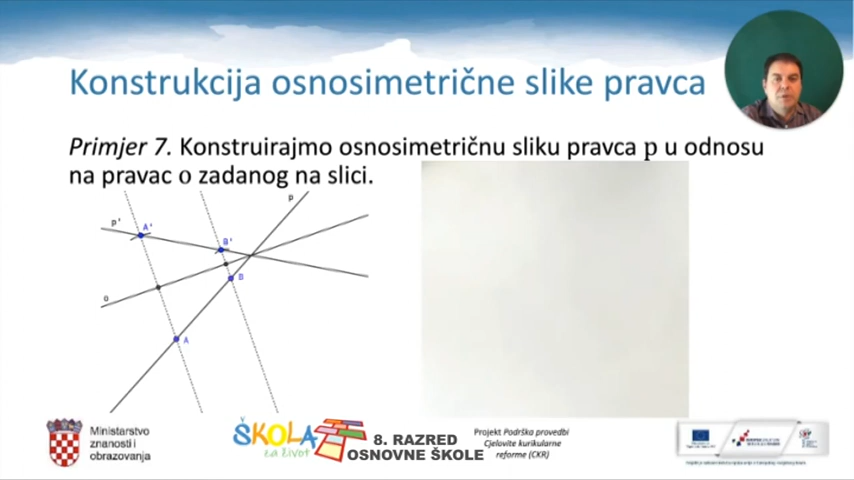 Konstrukcija osnosimetrične slike pravca
Primjer 7. Konstruirajmo osnosimetričnu sliku pravca p u odnosu
na pravac o zadanog na slici.
p
p'
A'
B'
B
o
A
Ministarstvo
znanosti i
obrazovanja
ŠKOLA
za život
8. RAZRED
OSNOVNE ŠKOLE
Projekt Podrška provedbi
Cjelovite kurikularne
reforme (CKR)